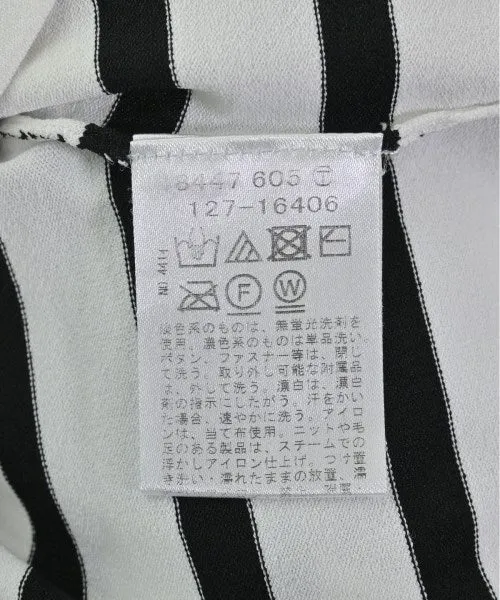 18447 605 工
127-16406
NO 4414
F W
淡色系のものは、無蛍光洗剤を
使用。濃色系のものは単品洗い。
ボタン、ファスナー等は、閉じ
て洗う。取り外し可能な附属品
は、外して洗う。漂白は、漂白
剤の指示にしたがう。汗をかい
た場合、速やかに洗う。アイロ
ンは、当て布使用。ニットや毛
足のある製品は、スチームでの
浮かしアイロン仕上げ。つけ置
き洗い・濡れたままの放置、濡